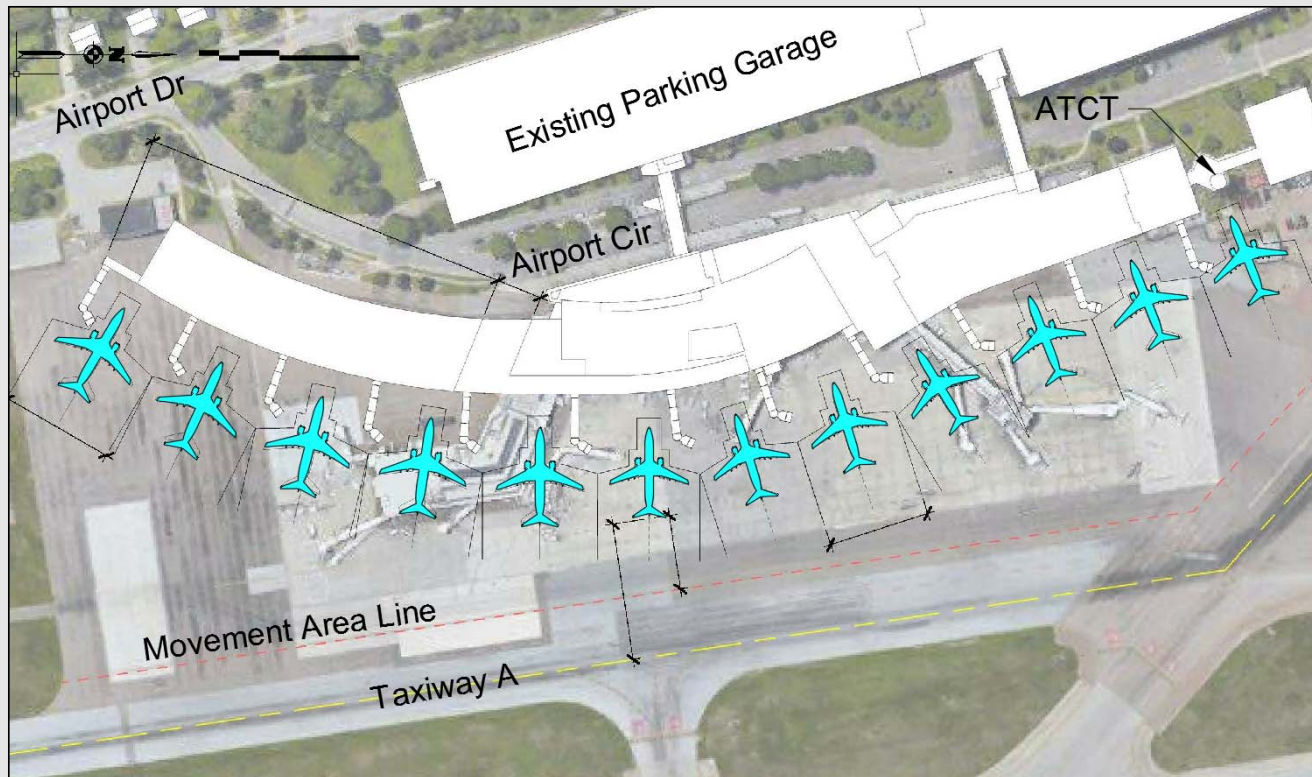 N
Airport Dr
Existing Parking Garage
ATCT
Airport Cir
Movement Area Line
Taxiway A